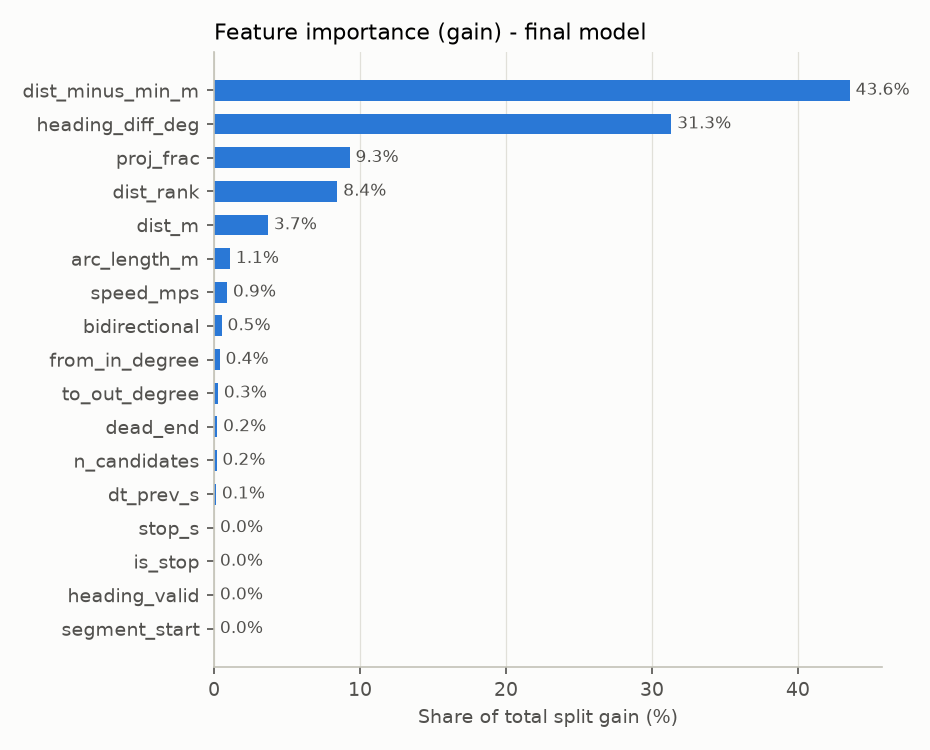 Feature importance (gain) - final model
dist_minus_min_m 43.6%
heading_diff_deg 31.3%
proj_frac 9.3%
dist_rank 8.4%
dist_m 3.7%
arc_length_m 1.1%
speed_mps 0.9%
bidirectional 0.5%
from_in_degree 0.4%
to_out_degree 0.3%
dead_end 0.2%
n_candidates 0.2%
dt_prev_s 0.1%
stop_s 0.0%
is_stop 0.0%
heading_valid 0.0%
segment_start 0.0%
0 10 20 30 40
Share of total split gain (%)